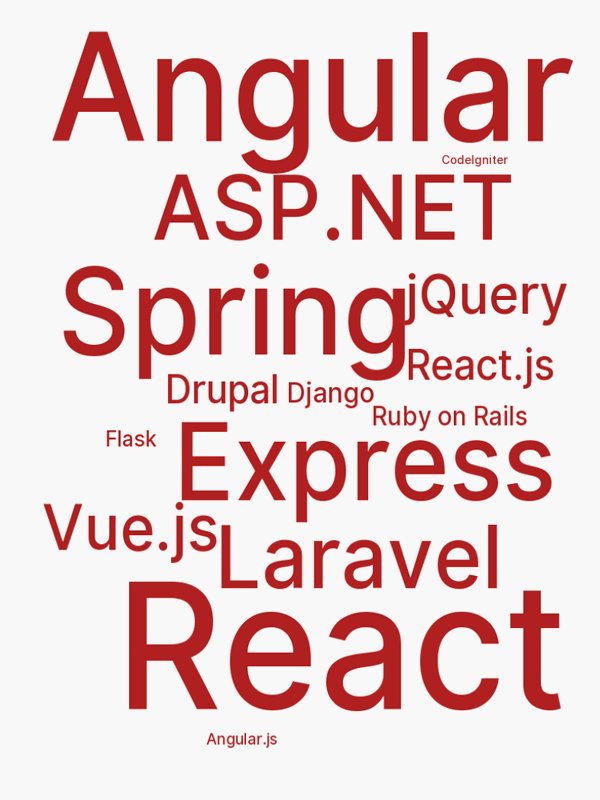 Angular
CodeIgniter
ASP.NET
Spring
jQuery
React.js
Drupal
Django
Ruby on Rails
Flask
Express
Vue.js
Laravel
React
Angular.js